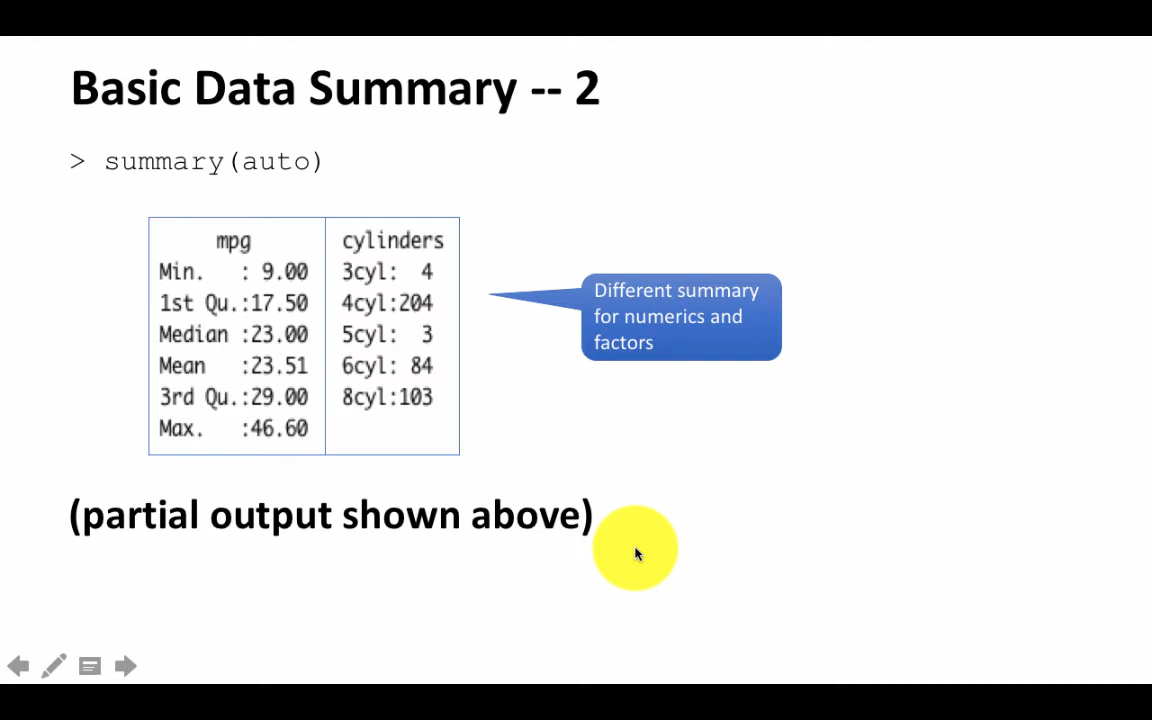 Basic Data Summary -- 2
> summary(auto)
mpg
Min.   : 9.00
1st Qu.:17.50
Median :23.00
Mean   :23.51
3rd Qu.:29.00
Max.   :46.60
cylinders
3cyl:  4
4cyl:204
5cyl:  3
6cyl: 84
8cyl:103
Different summary
for numerics and
factors
(partial output shown above)